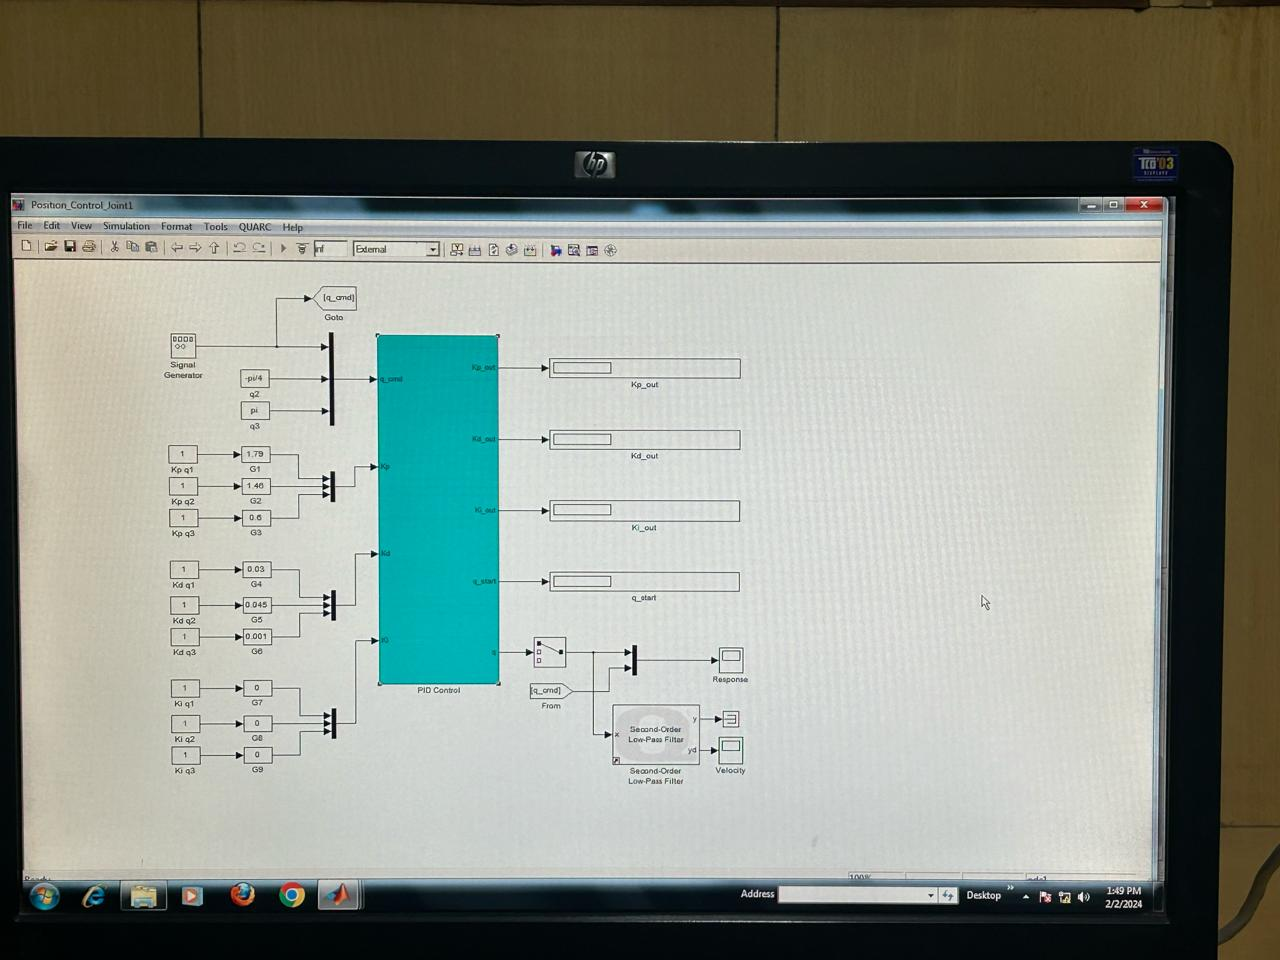 hp
TCO'03
DISPLAYS
Position_Control_Joint1
File Edit View Simulation Format Tools QUARC Help
inf External
[q_cmd]
Goto
Signal
Generator
-pi/4
q2
pi
q3
q_cmd
Kp_out
Kp_out
1 1.79
Kp q1 G1
1 1.46
Kp q2 G2
1 0.6
Kp q3 G3
Kp
Kd_out
Kd_out
Ki_out
Ki_out
Kd
1 0.03
Kd q1 G4
1 0.045
Kd q2 G5
1 0.001
Kd q3 G6
q_start
q_start
Ki
q
PID Control
Response
[q_cmd]
From
1 0
Ki q1 G7
1 0
Ki q2 G8
1 0
Ki q3 G9
x
Second-Order
Low-Pass Filter
y
yd
Second-Order
Low-Pass Filter
Velocity
100%
Address Desktop
1:49 PM
2/2/2024